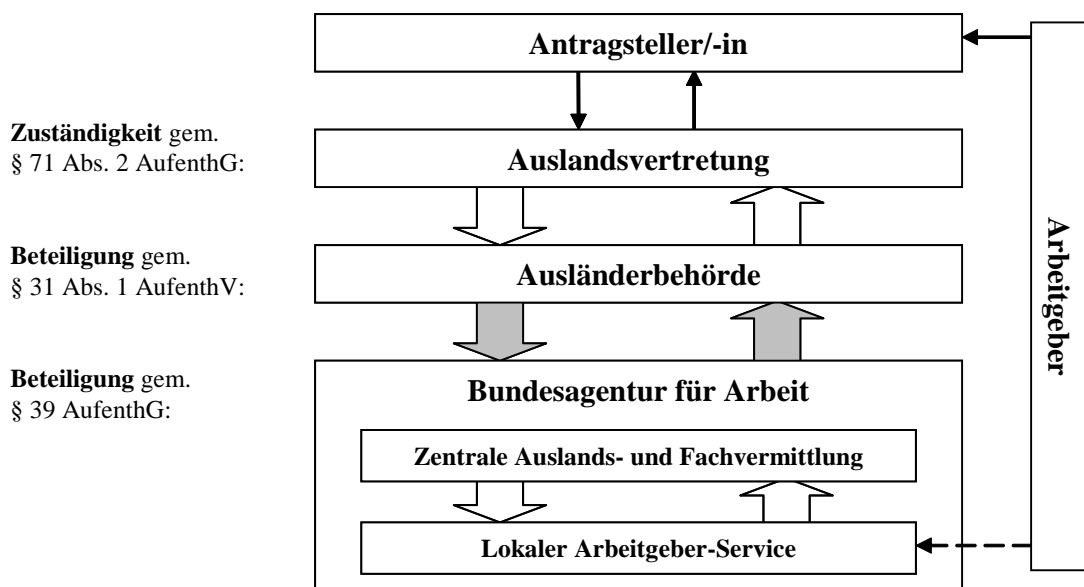 Antragsteller/-in
Zuständigkeit gem.
§ 71 Abs. 2 AufenthG:
Auslandsvertretung
Beteiligung gem.
§ 31 Abs. 1 AufenthV:
Ausländerbehörde
Arbeitgeber
Beteiligung gem.
§ 39 AufenthG:
Bundesagentur für Arbeit
Zentrale Auslands- und Fachvermittlung
Lokaler Arbeitgeber-Service